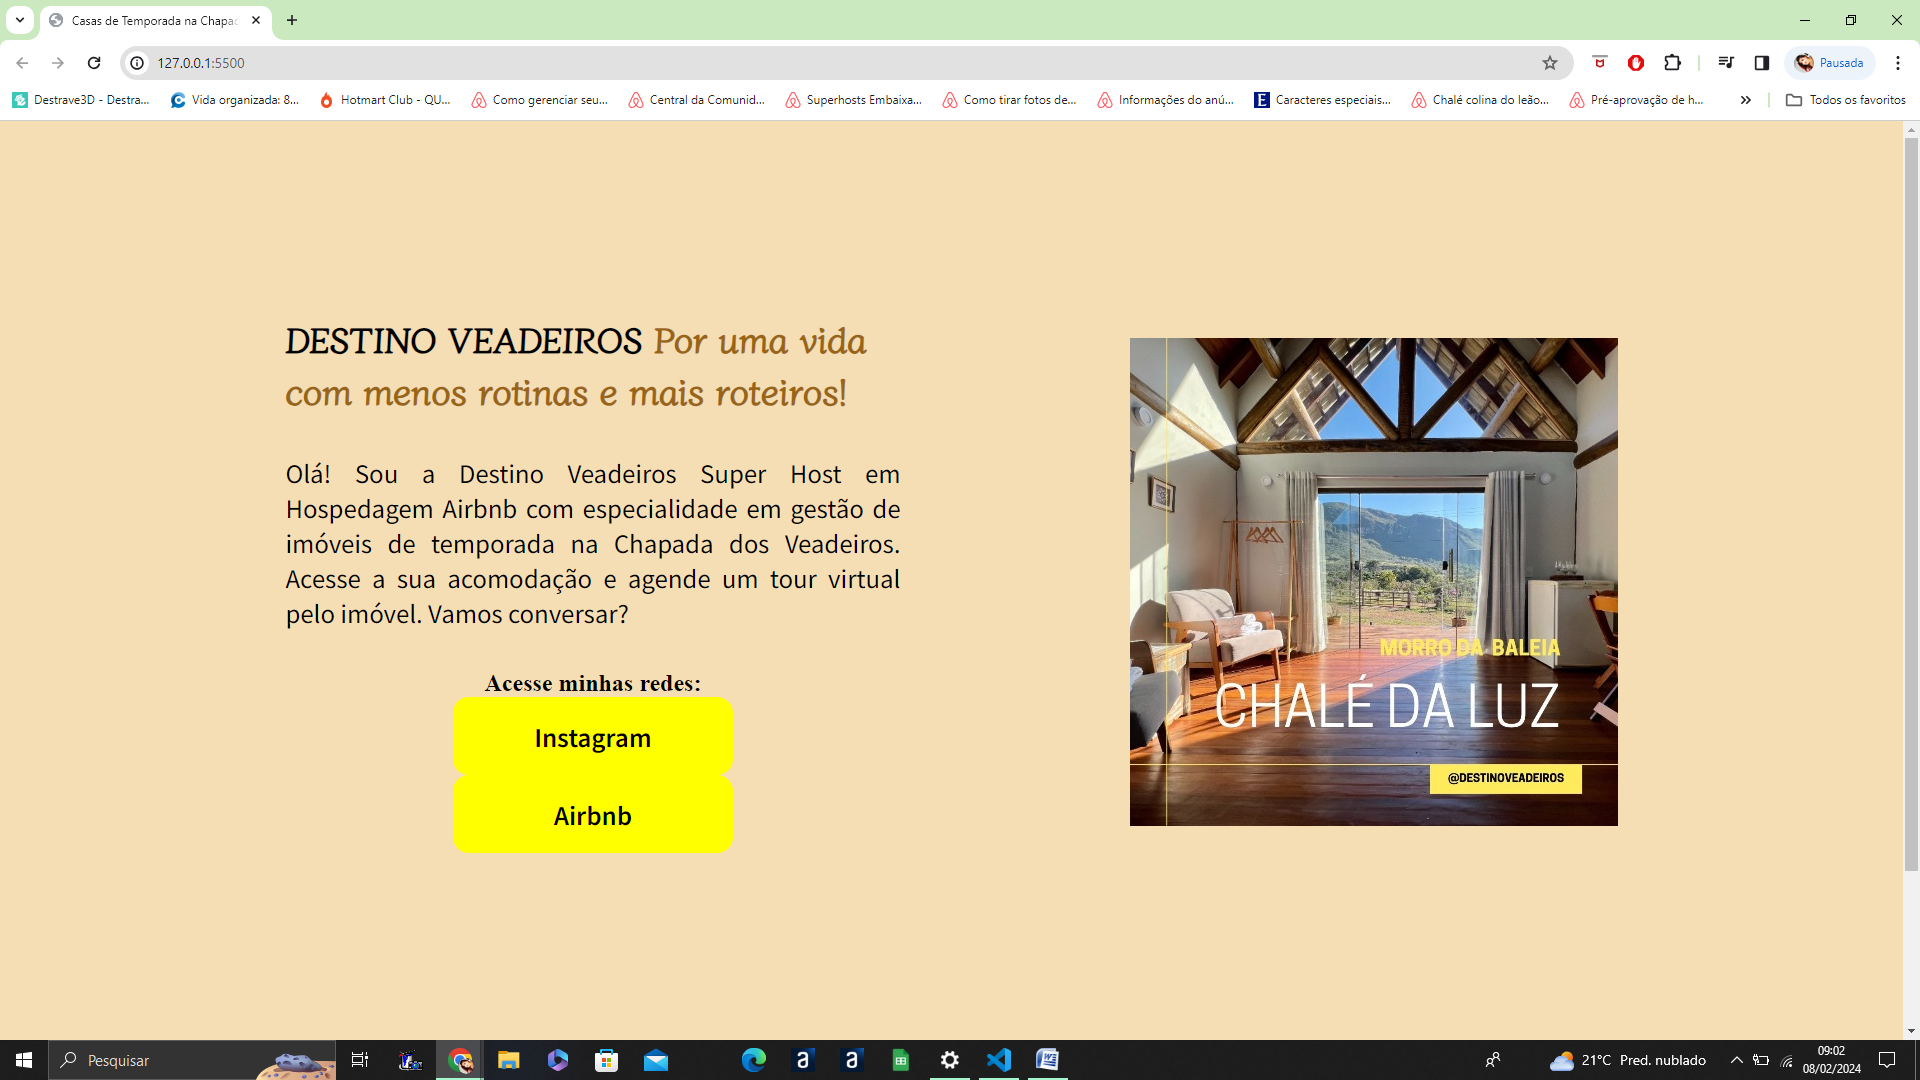 Casas de Temporada na Chapad
127.0.0.1:5500
Pausada
Destrave3D - Destra...
Vida organizada: 8...
Hotmart Club - QU...
Como gerenciar seu...
Central da Comunid...
Superhosts Embaixa...
Como tirar fotos de...
Informações do anú...
Caracteres especiais...
Chalé colina do leão...
Pré-aprovação de h...
Todos os favoritos
DESTINO VEADEIROS Por uma vida
com menos rotinas e mais roteiros!
Olá! Sou a Destino Veadeiros Super Host em
Hospedagem Airbnb com especialidade em gestão de
imóveis de temporada na Chapada dos Veadeiros.
Acesse a sua acomodação e agende um tour virtual
pelo imóvel. Vamos conversar?
Acesse minhas redes:
Instagram
Airbnb
MORRO DA BALEIA
CHALÉ DA LUZ
@DESTINOVEADEIROS
Pesquisar
21°C Pred. nublado
09:02
08/02/2024